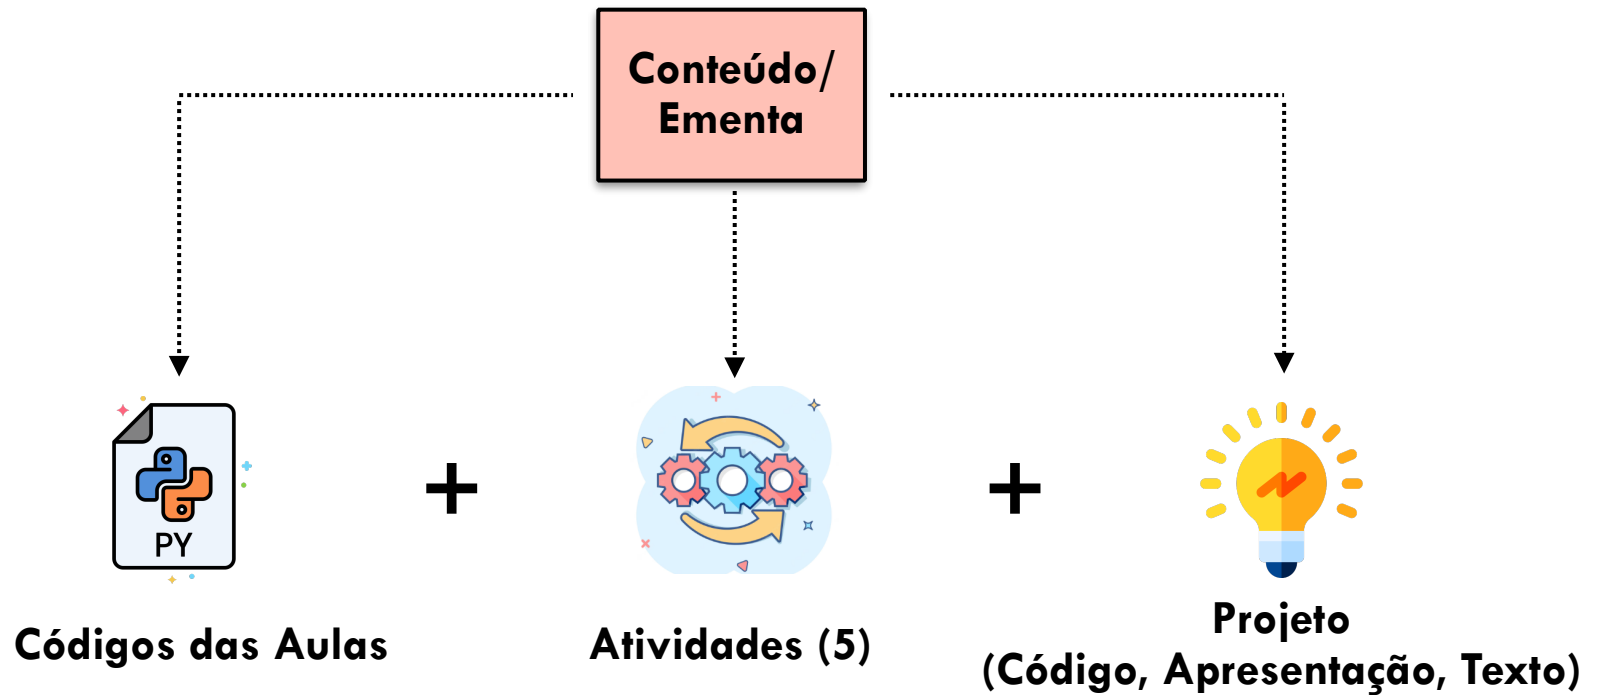 Conteúdo/
Ementa
PY
+
+
Códigos das Aulas
Atividades (5)
Projeto
(Código, Apresentação, Texto)